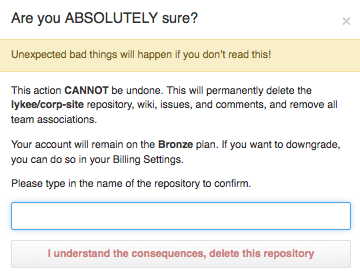 Are you ABSOLUTELY sure?
Unexpected bad things will happen if you don't read this!
This action CANNOT be undone. This will permanently delete the
lykee/corp-site repository, wiki, issues, and comments, and remove all
team associations.
Your account will remain on the Bronze plan. If you want to downgrade,
you can do so in your Billing Settings.
Please type in the name of the repository to confirm.
I understand the consequences, delete this repository